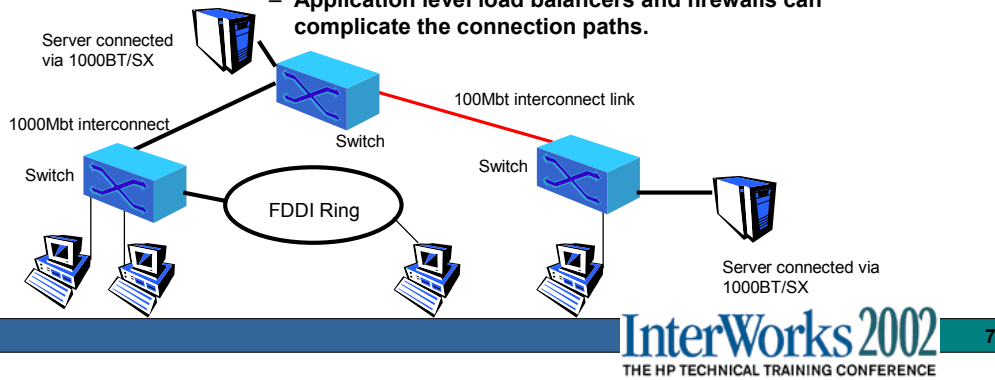 – Application level load balancers and firewalls can
complicate the connection paths.
Server connected
via 1000BT/SX
100Mbt interconnect link
1000Mbt interconnect
Switch
Switch
Switch
FDDI Ring
Server connected via
1000BT/SX
InterWorks 2002
THE HP TECHNICAL TRAINING CONFERENCE
7